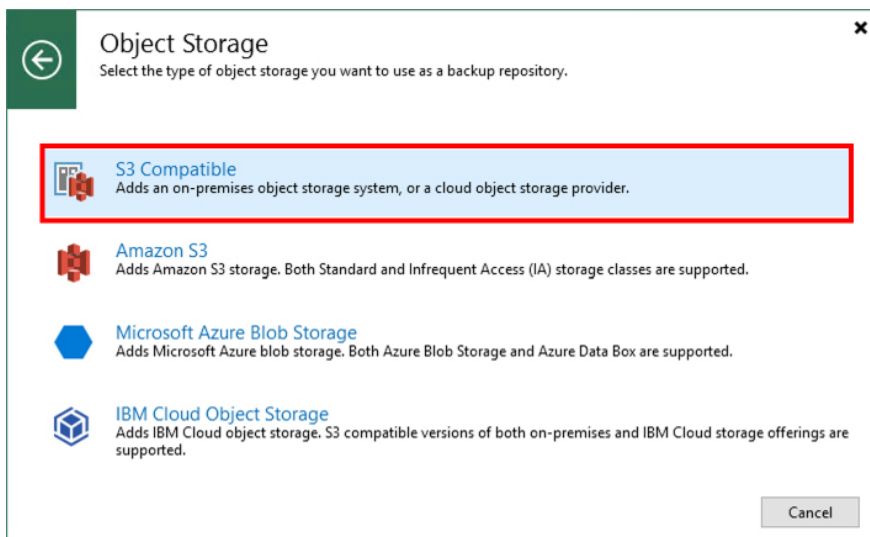 Object Storage
Select the type of object storage you want to use as a backup repository.
S3 Compatible
Adds an on-premises object storage system, or a cloud object storage provider.
Amazon S3
Adds Amazon S3 storage. Both Standard and Infrequent Access (IA) storage classes are supported.
Microsoft Azure Blob Storage
Adds Microsoft Azure blob storage. Both Azure Blob Storage and Azure Data Box are supported.
IBM Cloud Object Storage
Adds IBM Cloud object storage. S3 compatible versions of both on-premises and IBM Cloud storage offerings are
supported.
Cancel